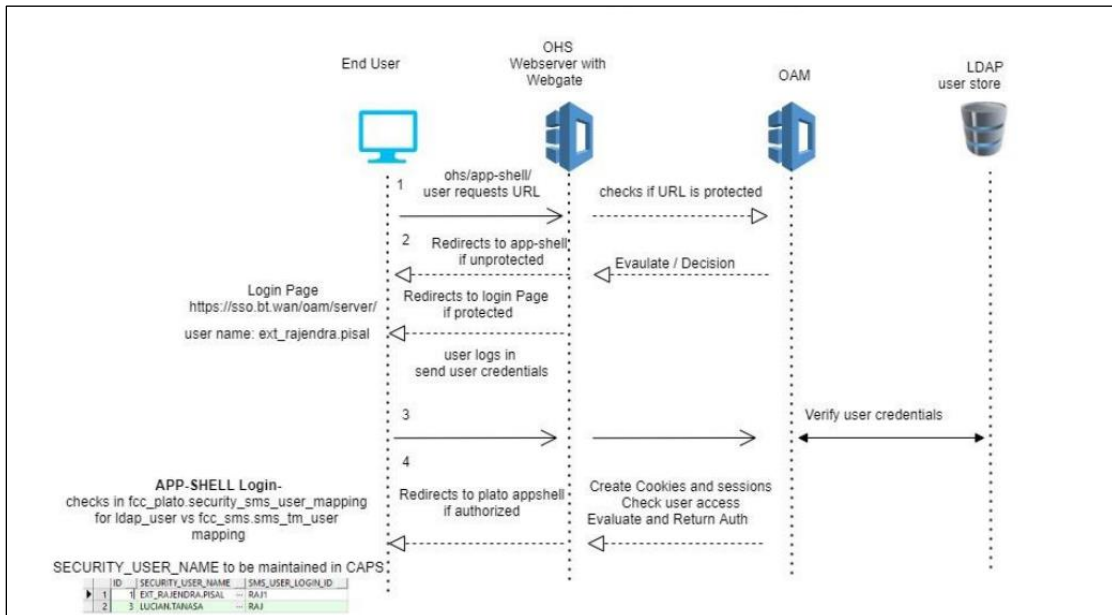 OHS
Webserver with
Webgate
End User
OAM
LDAP
user store
1
ohs/app-shell/
user requests URL
checks if URL is protected
2
Redirects to app-shell
if unprotected
Evaulate / Decision
Login Page
https://sso.bt.wan/oam/server/
user name: ext_rajendra.pisal
Redirects to login Page
if protected
user logs in
send user credentials
3
Verify user credentials
4
APP-SHELL Login-
checks in fcc_plato.security_sms_user_mapping
for ldap_user vs fcc_sms.sms_tm_user
mapping
Redirects to plato appshell
if authorized
Create Cookies and sessions
Check user access
Evaluate and Return Auth
SECURITY_USER_NAME to be maintained in CAPS
ID SECURITY_USER_NAME SMS_USER_LOGIN_ID
1 1 EXT_RAJENDRA.PISAL ... RAJ1
2 3 LUCIAN.TANASA ... RAJ